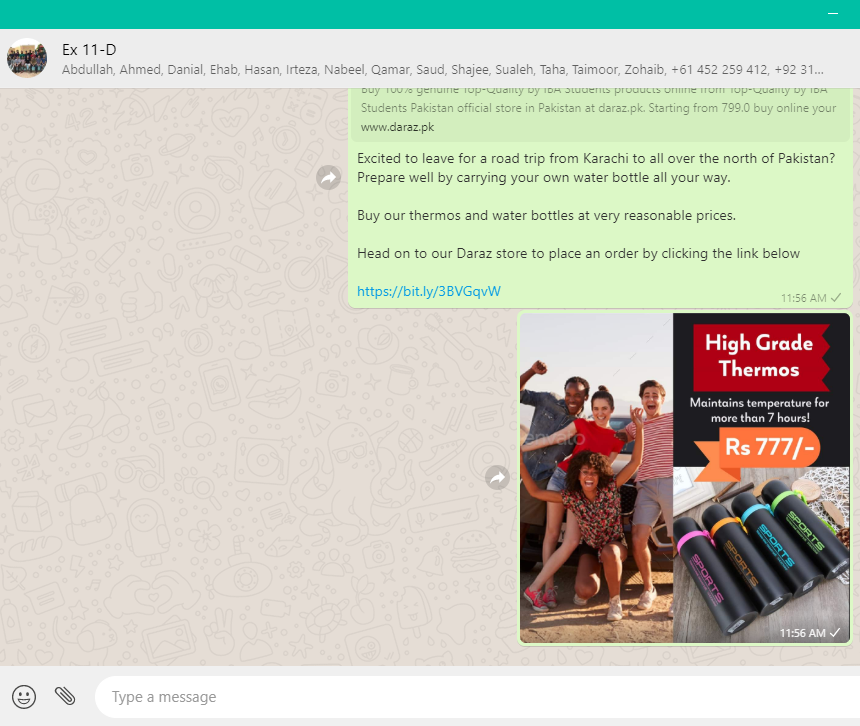 Ex 11-D
Abdullah, Ahmed, Danial, Ehab, Hasan, Irteza, Nabeel, Qamar, Saud, Shajee, Sualeh, Taha, Taimoor, Zohaib, +61 452 259 412, +92 31...
Buy 100% genuine Top-Quality by IBA Students products online from Top-Quality by IBA
Students Pakistan official store in Pakistan at daraz.pk. Starting from 799.0 buy online your
www.daraz.pk
Excited to leave for a road trip from Karachi to all over the north of Pakistan?
Prepare well by carrying your own water bottle all your way.
Buy our thermos and water bottles at very reasonable prices.
Head on to our Daraz store to place an order by clicking the link below
https://bit.ly/3BVGqvW
11:56 AM
High Grade
Thermos
Maintains temperature for
more than 7 hours!
Rs 777/-
envato
SPORTS
SPORTS
SPORTS
SPORTS
11:56 AM
Type a message